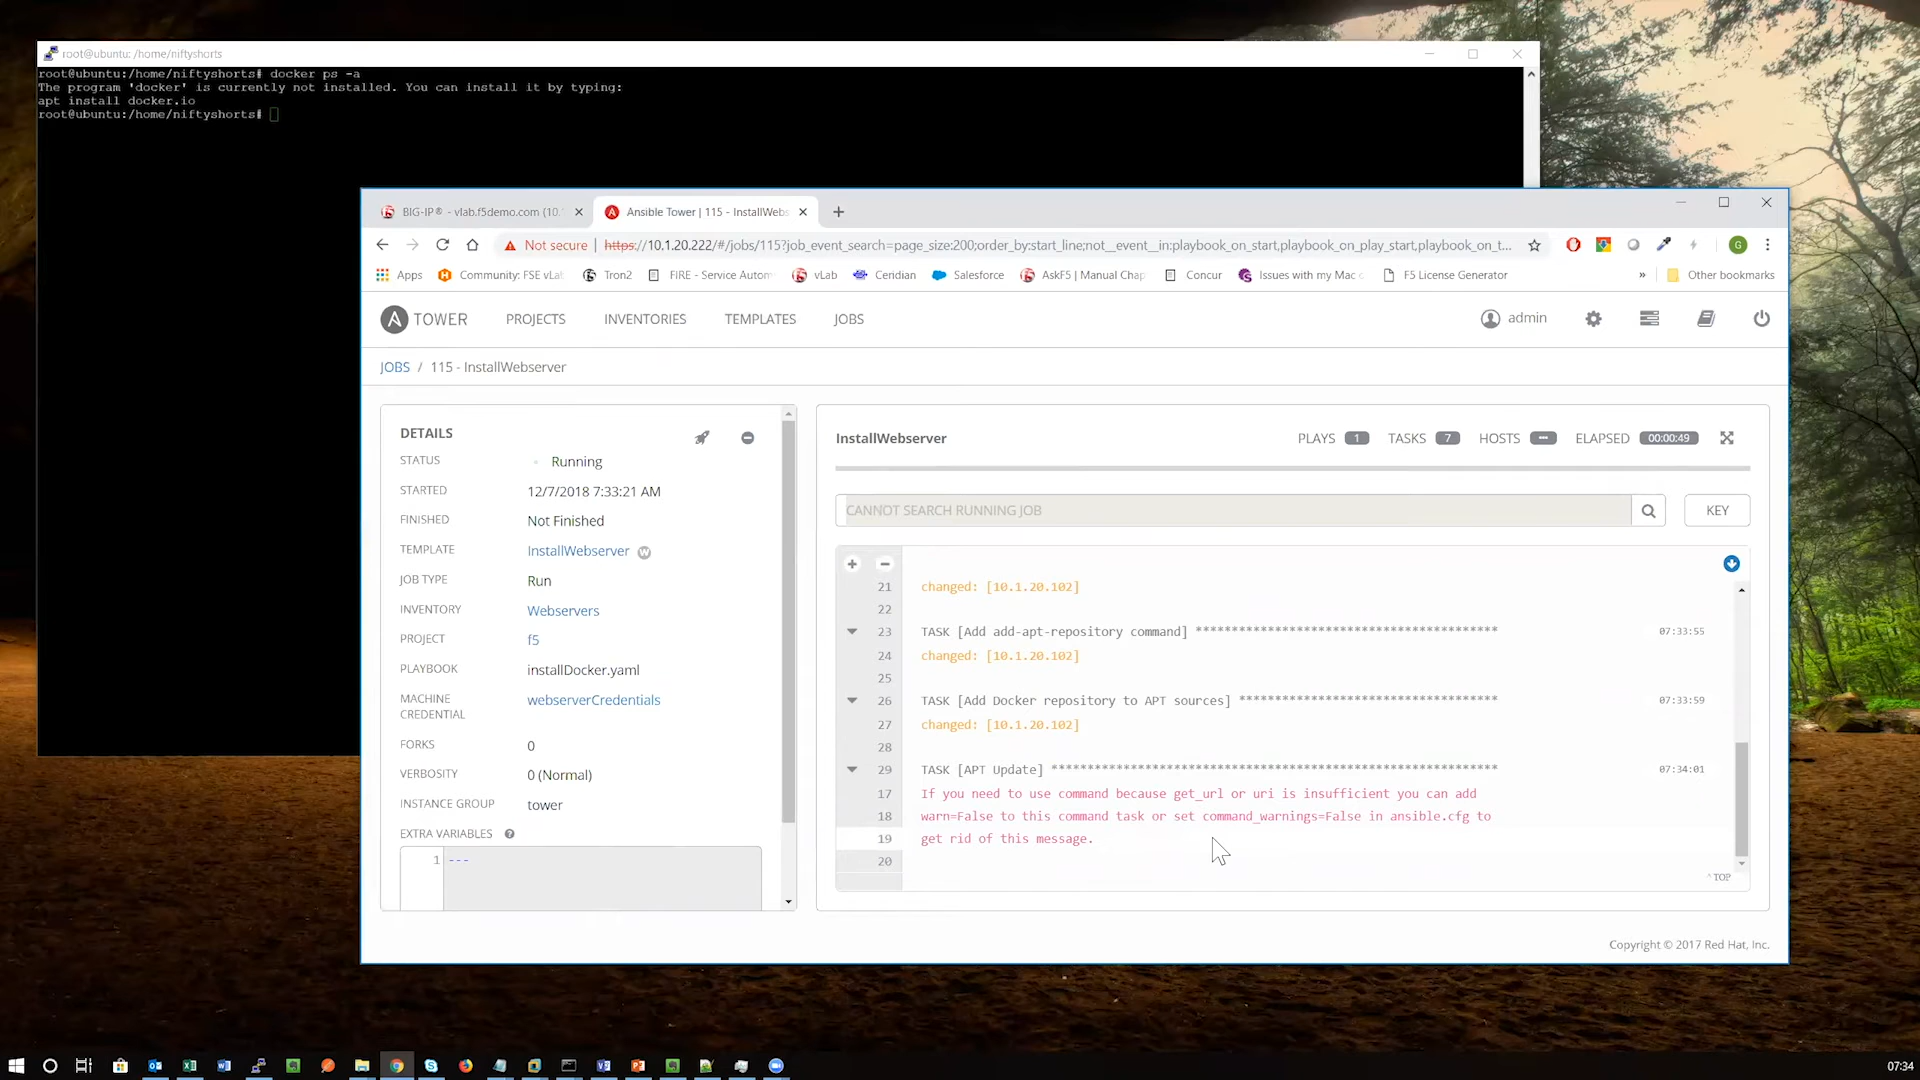 root@ubuntu: /home/niftyshorts
root@ubuntu:/home/niftyshorts# docker ps -a
The program 'docker' is currently not installed. You can install it by typing:
apt install docker.io
root@ubuntu:/home/niftyshorts#
BIG-IP® - vlab.f5demo.com (10.
Ansible Tower | 115 - InstallWebs
Not secure | https://10.1.20.222/#/jobs/115?job_event_search=page_size:200;order_by:start_line;not__event__in:playbook_on_start,playbook_on_play_start,playbook_on_t...
G
Apps
Community: FSE vLa
Tron2
FIRE - Service Autom
vLab
Ceridian
Salesforce
AskF5 | Manual Chap
Concur
Issues with my Mac
F5 License Generator
»
Other bookmarks
A TOWER
PROJECTS
INVENTORIES
TEMPLATES
JOBS
admin
JOBS / 115 - InstallWebserver
DETAILS
STATUS Running
STARTED 12/7/2018 7:33:21 AM
FINISHED Not Finished
TEMPLATE InstallWebserver W
JOB TYPE Run
INVENTORY Webservers
PROJECT f5
PLAYBOOK installDocker.yaml
MACHINE CREDENTIAL webserverCredentials
FORKS 0
VERBOSITY 0 (Normal)
INSTANCE GROUP tower
EXTRA VARIABLES ?
1 ---
InstallWebserver
PLAYS 1 TASKS 7 HOSTS ELAPSED 00:00:49
CANNOT SEARCH RUNNING JOB
KEY
21 changed: [10.1.20.102]
22
23 TASK [Add add-apt-repository command] ***************************************** 07:33:55
24 changed: [10.1.20.102]
25
26 TASK [Add Docker repository to APT sources] *********************************** 07:33:59
27 changed: [10.1.20.102]
28
29 TASK [APT Update] ************************************************************* 07:34:01
17 If you need to use command because get_url or uri is insufficient you can add
18 warn=False to this command task or set command_warnings=False in ansible.cfg to
19 get rid of this message.
20
^ TOP
Copyright © 2017 Red Hat, Inc.
07:34